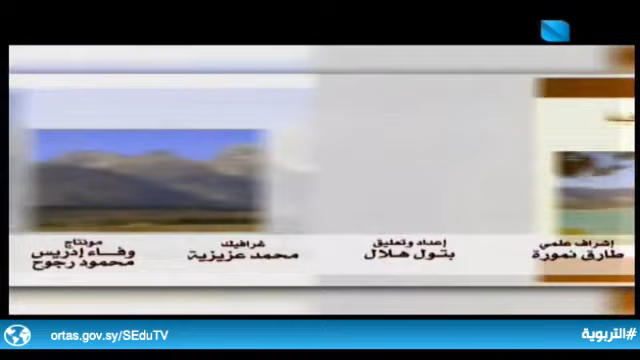 إشراف علمي
طارق نمورة
إعداد وتعليق
بتول هلال
غرافيك
محمد عزيزية
مونتاج
وفاء إدريس
محمود رجوح
ortas.gov.sy/SEduTV
#التربوية